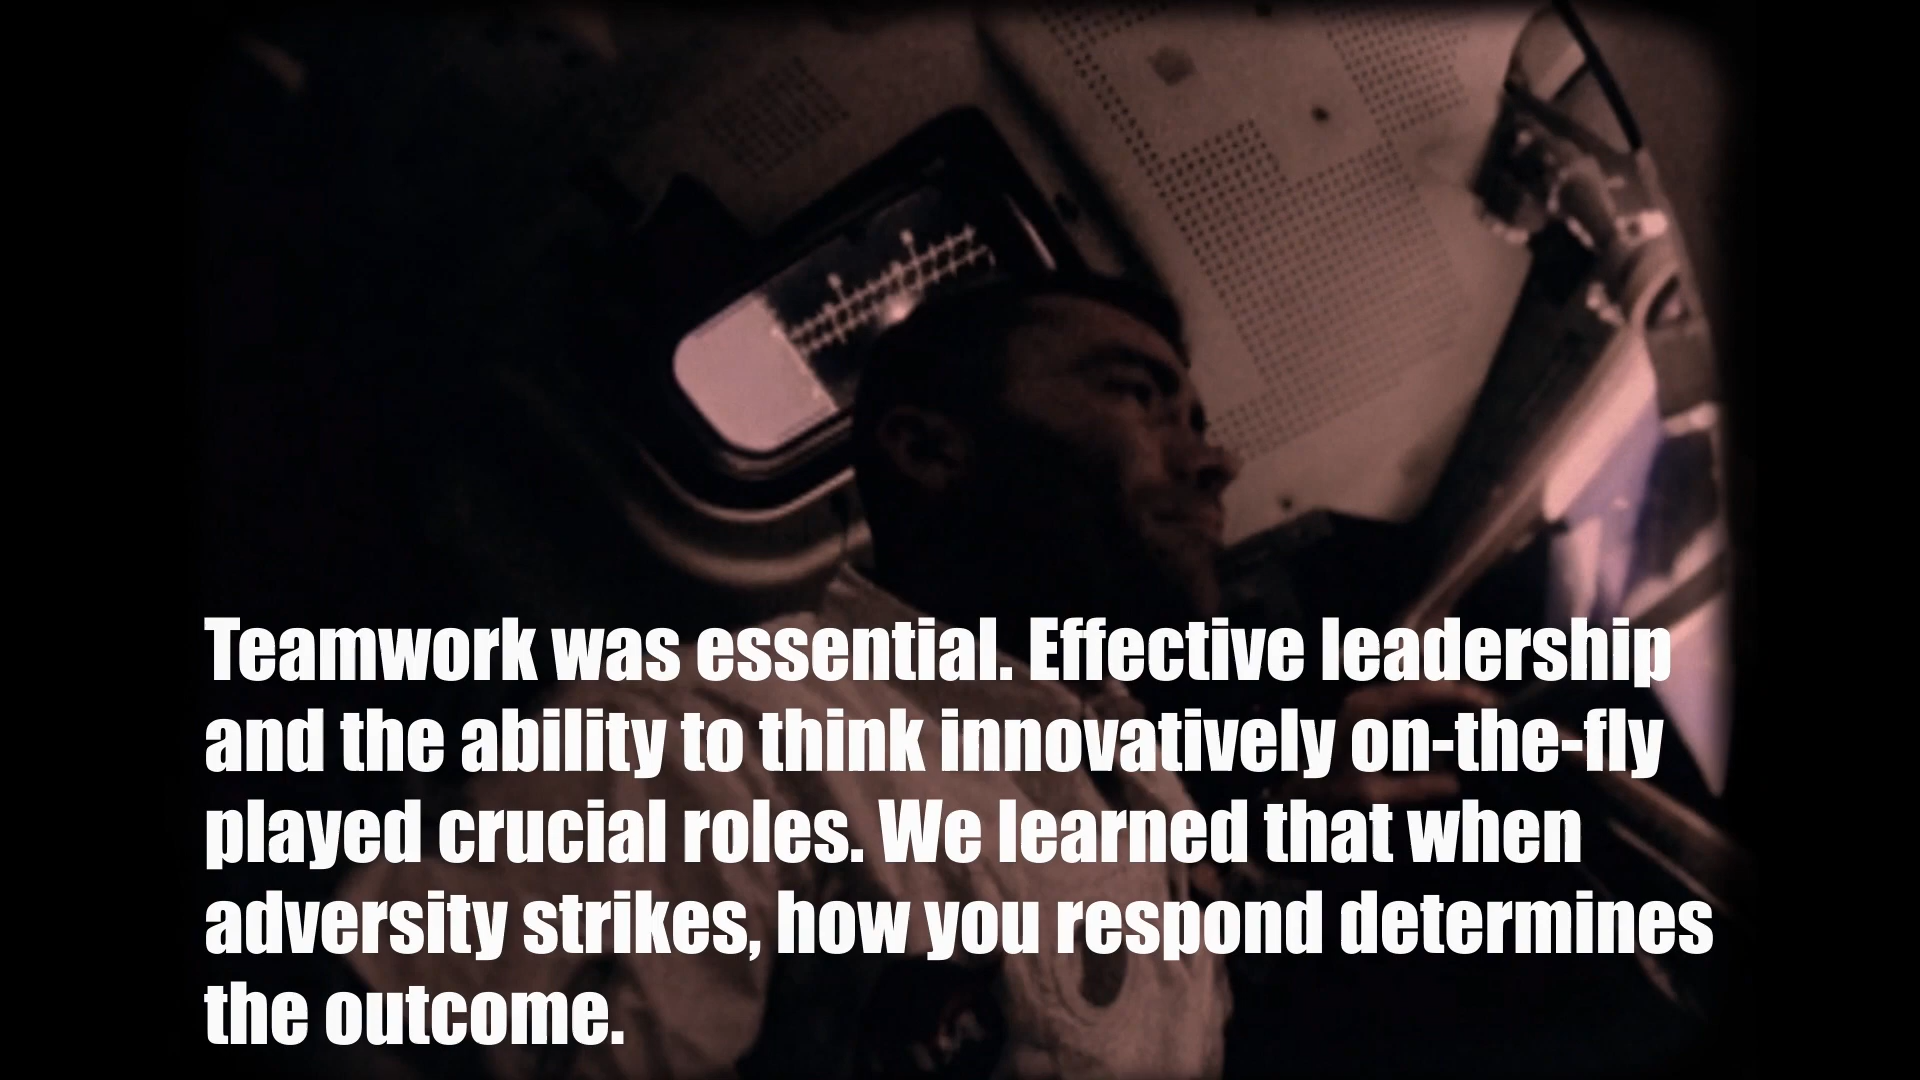 Teamwork was essential. Effective leadership
and the ability to think innovatively on-the-fly
played crucial roles. We learned that when
adversity strikes, how you respond determines
the outcome.